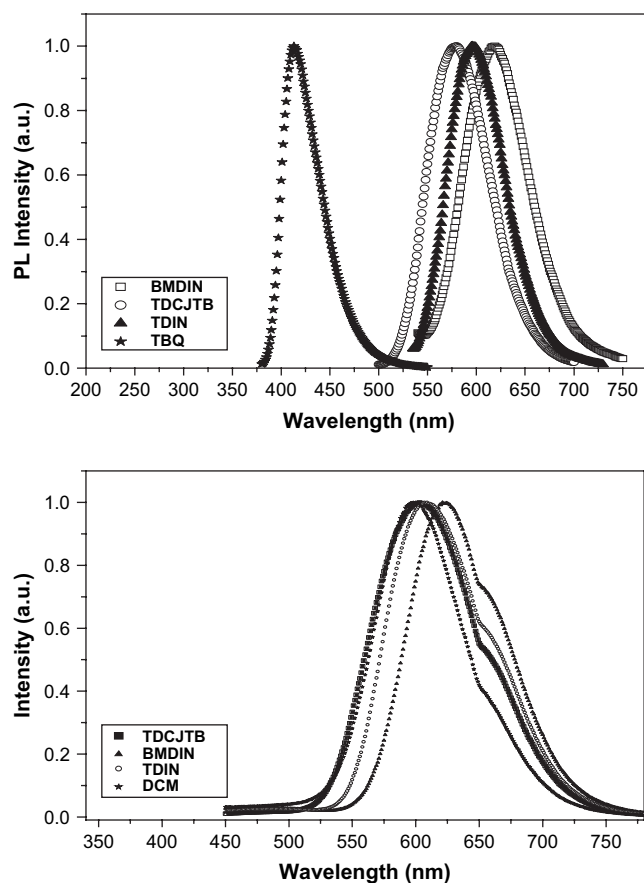 PL Intensity (a.u.)
1.0
0.8
0.6
0.4
0.2
0.0
BMDIN
TDCJTB
TDIN
TBQ
200 250 300 350 400 450 500 550 600 650 700 750
Wavelength (nm)
Intensity (a.u.)
1.0
0.8
0.6
0.4
0.2
0.0
TDCJTB
BMDIN
TDIN
DCM
350 400 450 500 550 600 650 700 750
Wavelength (nm)